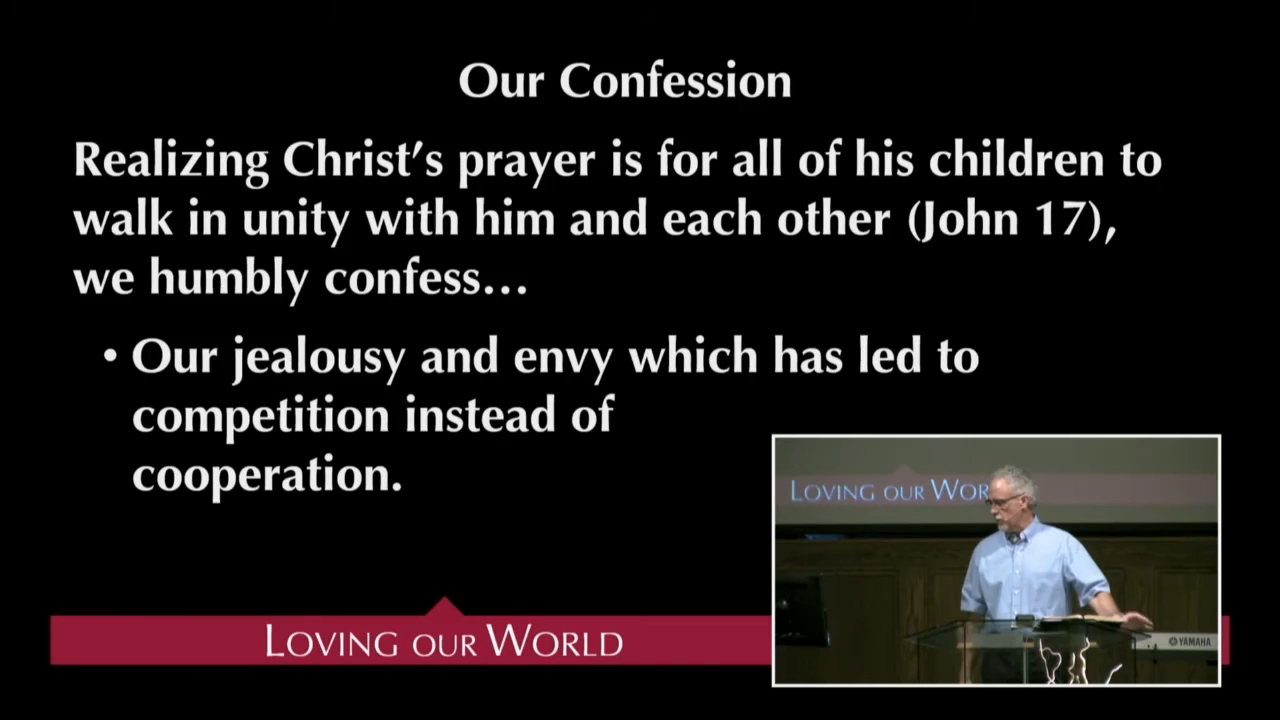 Our Confession
Realizing Christ's prayer is for all of his children to
walk in unity with him and each other (John 17),
we humbly confess…
• Our jealousy and envy which has led to
competition instead of
cooperation.
LOVING OUR WOR
YAMAHA
LOVING OUR WORLD